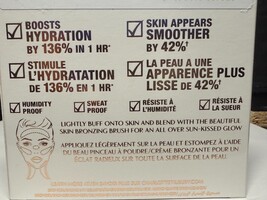 BOOSTS
HYDRATION
BY 136% IN 1 HR*
SKIN APPEARS
SMOOTHER
BY 42%†
STIMULE
L'HYDRATATION
DE 136% EN 1 HR*
LA PEAU A UNE
APPARENCE PLUS
LISSE DE 42%†
HUMIDITY
PROOF
SWEAT
PROOF
RÉSISTE À
L'HUMIDITÉ
RÉSISTE À
LA SUEUR
LIGHTLY BUFF ONTO SKIN AND BLEND WITH THE BEAUTIFUL
SKIN BRONZING BRUSH FOR AN ALL OVER SUN-KISSED GLOW
APPLIQUEZ LÉGÈREMENT SUR LA PEAU ET ESTOMPEZ À L'AIDE
DU BEAU PINCEAU À POUDRE/CRÈME BRONZANTE POUR UN
ÉCLAT RADIEUX SUR TOUTE LA SURFACE DE LA PEAU.